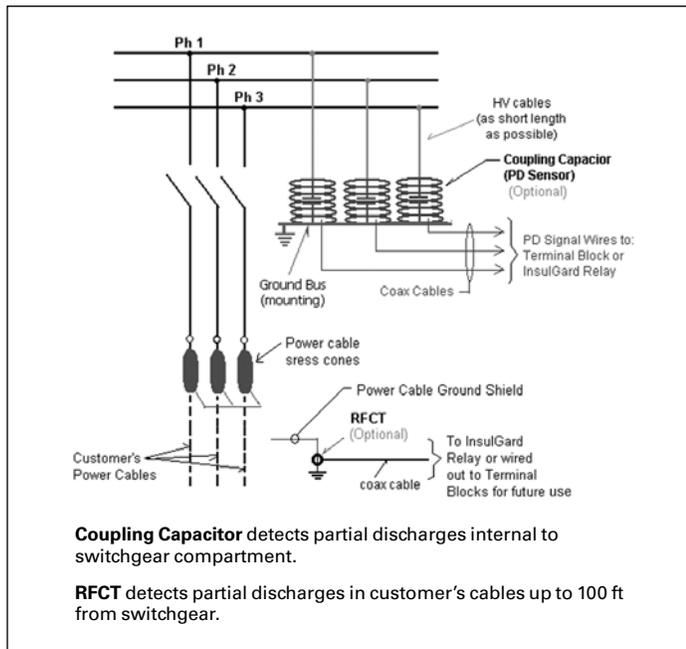 Ph 1
Ph 2
Ph 3
HV cables
(as short length
as possible)
Coupling Capacior
(PD Sensor)
(Optional)
PD Signal Wires to:
Terminal Block or
InsulGard Relay
Ground Bus
(mounting)
Coax Cables
Power cable
sress cones
Power Cable Ground Shield
RFCT
(Optional)
To InsulGard
Relay or wired
out to Terminal
Blocks for future use
coax cable
Customer's
Power Cables
Coupling Capacitor detects partial discharges internal to
switchgear compartment.
RFCT detects partial discharges in customer’s cables up to 100 ft
from switchgear.